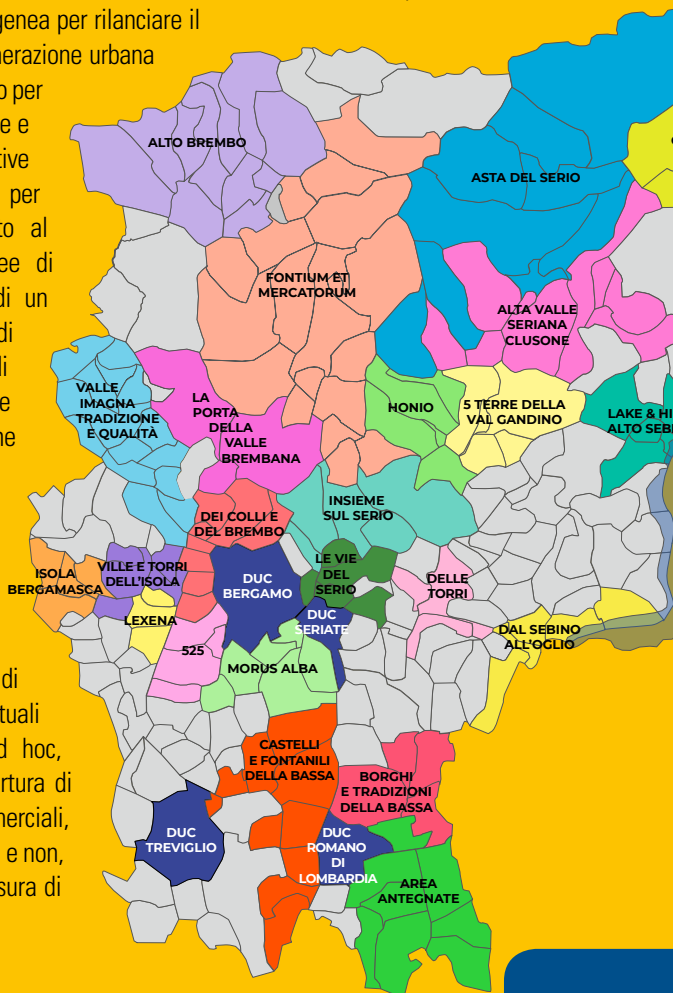 genea per rilanciare il
nerazione urbana
o per
e e
tive
per
to al
ee di
di un
di
li
e
ne
di
tuali
d hoc,
ertura di
nerciali,
e non,
sura di
ALTO BREMBO
ASTA DEL SERIO
FONTIUM ET
MERCATORUM
ALTA VALLE
SERIANA
CLUSONE
VALLE
IMAGNA
TRADIZIONE
E QUALITÀ
LA
PORTA
DELLA
VALLE
BREMBANA
HONIO
5 TERRE DELLA
VAL GANDINO
LAKE & HI
ALTO SEBI
INSIEME
SUL SERIO
DEI COLLI E
DEL BREMBO
ISOLA
BERGAMASCA
VILLE E TORRI
DELL'ISOLA
DUC
BERGAMO
LE VIE
DEL
SERIO
DELLE
TORRI
LEXENA
DUC
SERIATE
525
DAL SEBINO
ALL'OGLIO
MORUS ALBA
CASTELLI
E FONTANILI
DELLA BASSA
BORGHI
E TRADIZIONI
DELLA BASSA
DUC
TREVIGLIO
DUC
ROMANO
DI
LOMBARDIA
AREA
ANTEGNATE